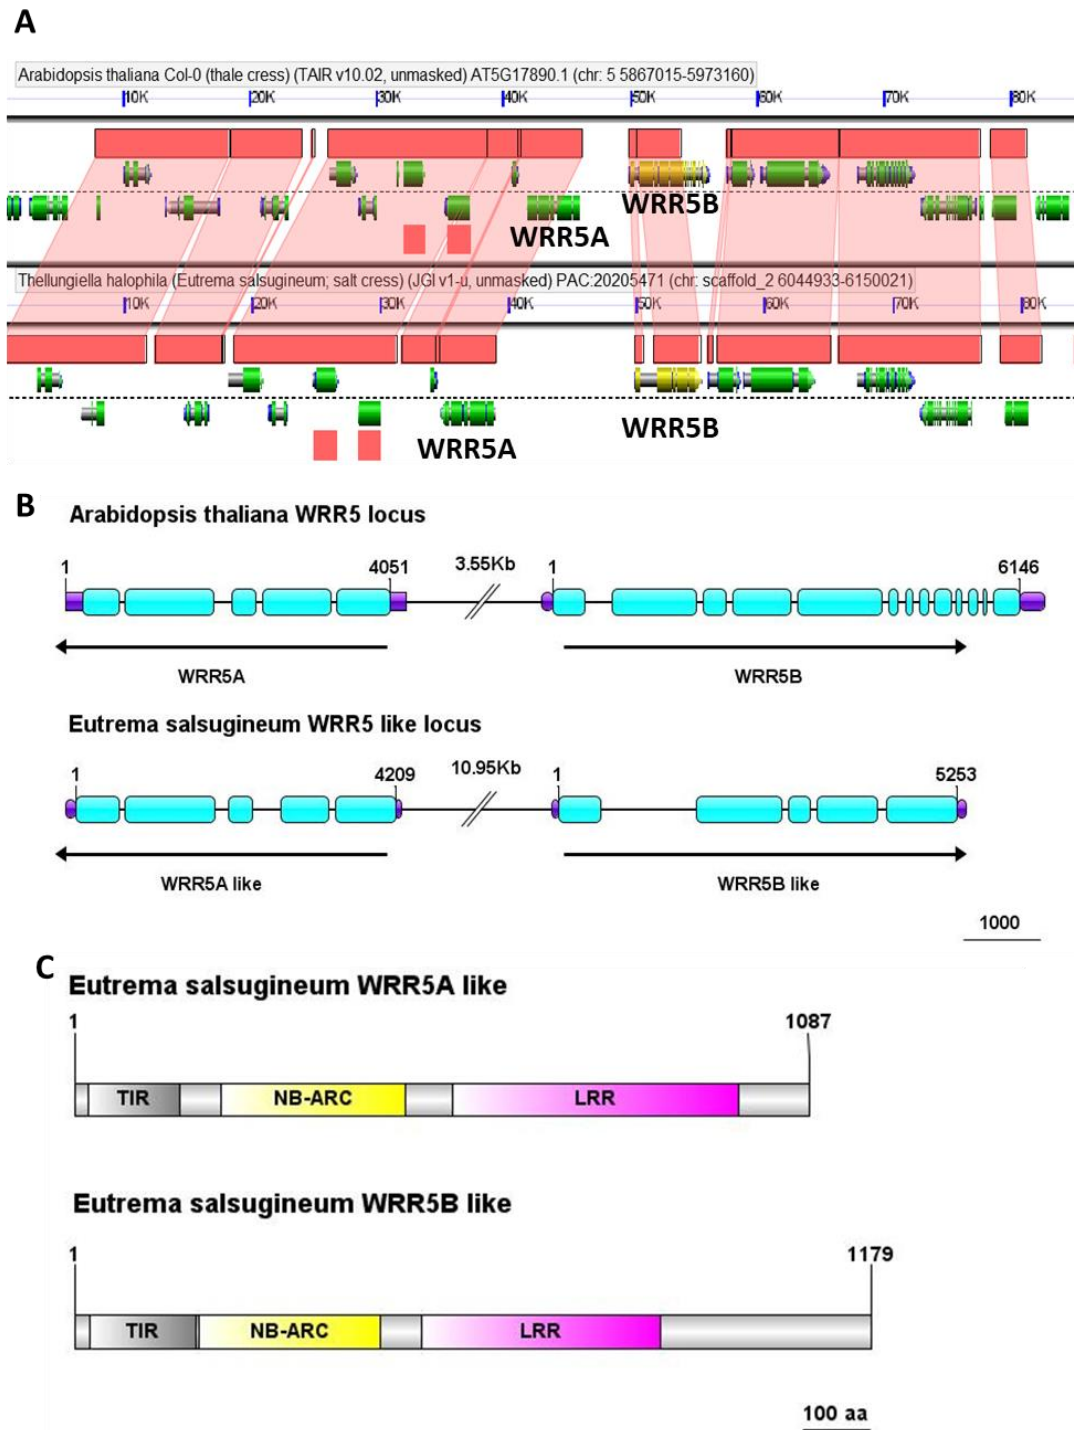 A
Arabidopsis thaliana Col-0 (thale cress) (TAIR v10.02, unmasked) AT5G17890.1 (chr: 5 5867015-5973160)
10K 20K 30K 40K 50K 60K 70K 80K
WRR5B
WRR5A
Thellungiella halophila (Eutrema salsugineum; salt cress) (JGI v1-u, unmasked) PAC:20205471 (chr: scaffold_2 6044933-6150021)
10K 20K 30K 40K 50K 60K 70K 80K
WRR5B
WRR5A
B
Arabidopsis thaliana WRR5 locus
1 4051 3.55Kb 1 6146
WRR5A WRR5B
Eutrema salsugineum WRR5 like locus
1 4209 10.95Kb 1 5253
WRR5A like WRR5B like
1000
C
Eutrema salsugineum WRR5A like
1 1087
TIR NB-ARC LRR
Eutrema salsugineum WRR5B like
1 1179
TIR NB-ARC LRR
100 aa